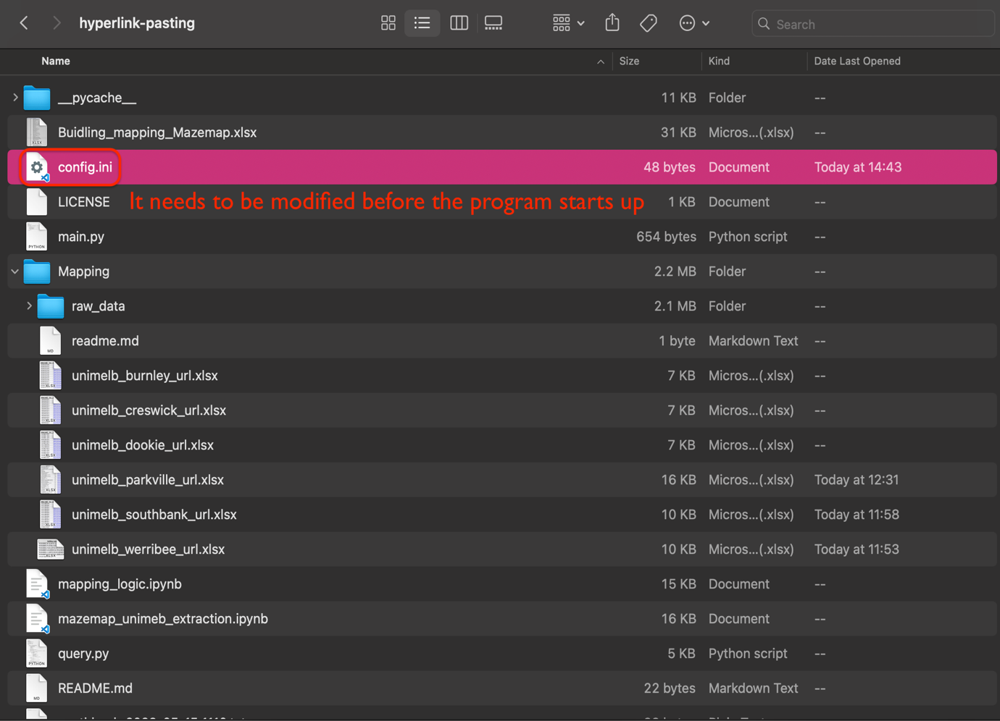 hyperlink-pasting
Search
Name Size Kind Date Last Opened
__pycache__ 11 KB Folder --
Buidling_mapping_Mazemap.xlsx 31 KB Micros...(.xlsx) --
config.ini 48 bytes Document Today at 14:43
LICENSE It needs to be modified before the program starts up 1 KB Document --
main.py 654 bytes Python script --
Mapping 2.2 MB Folder --
raw_data 2.1 MB Folder --
readme.md 1 byte Markdown Text --
unimelb_burnley_url.xlsx 7 KB Micros...(.xlsx) --
unimelb_creswick_url.xlsx 7 KB Micros...(.xlsx) --
unimelb_dookie_url.xlsx 7 KB Micros...(.xlsx) --
unimelb_parkville_url.xlsx 16 KB Micros...(.xlsx) Today at 12:31
unimelb_southbank_url.xlsx 10 KB Micros...(.xlsx) Today at 11:58
unimelb_werribee_url.xlsx 10 KB Micros...(.xlsx) Today at 11:53
mapping_logic.ipynb 15 KB Document --
mazemap_unimeb_extraction.ipynb 16 KB Document --
query.py 5 KB Python script --
README.md 22 bytes Markdown Text --